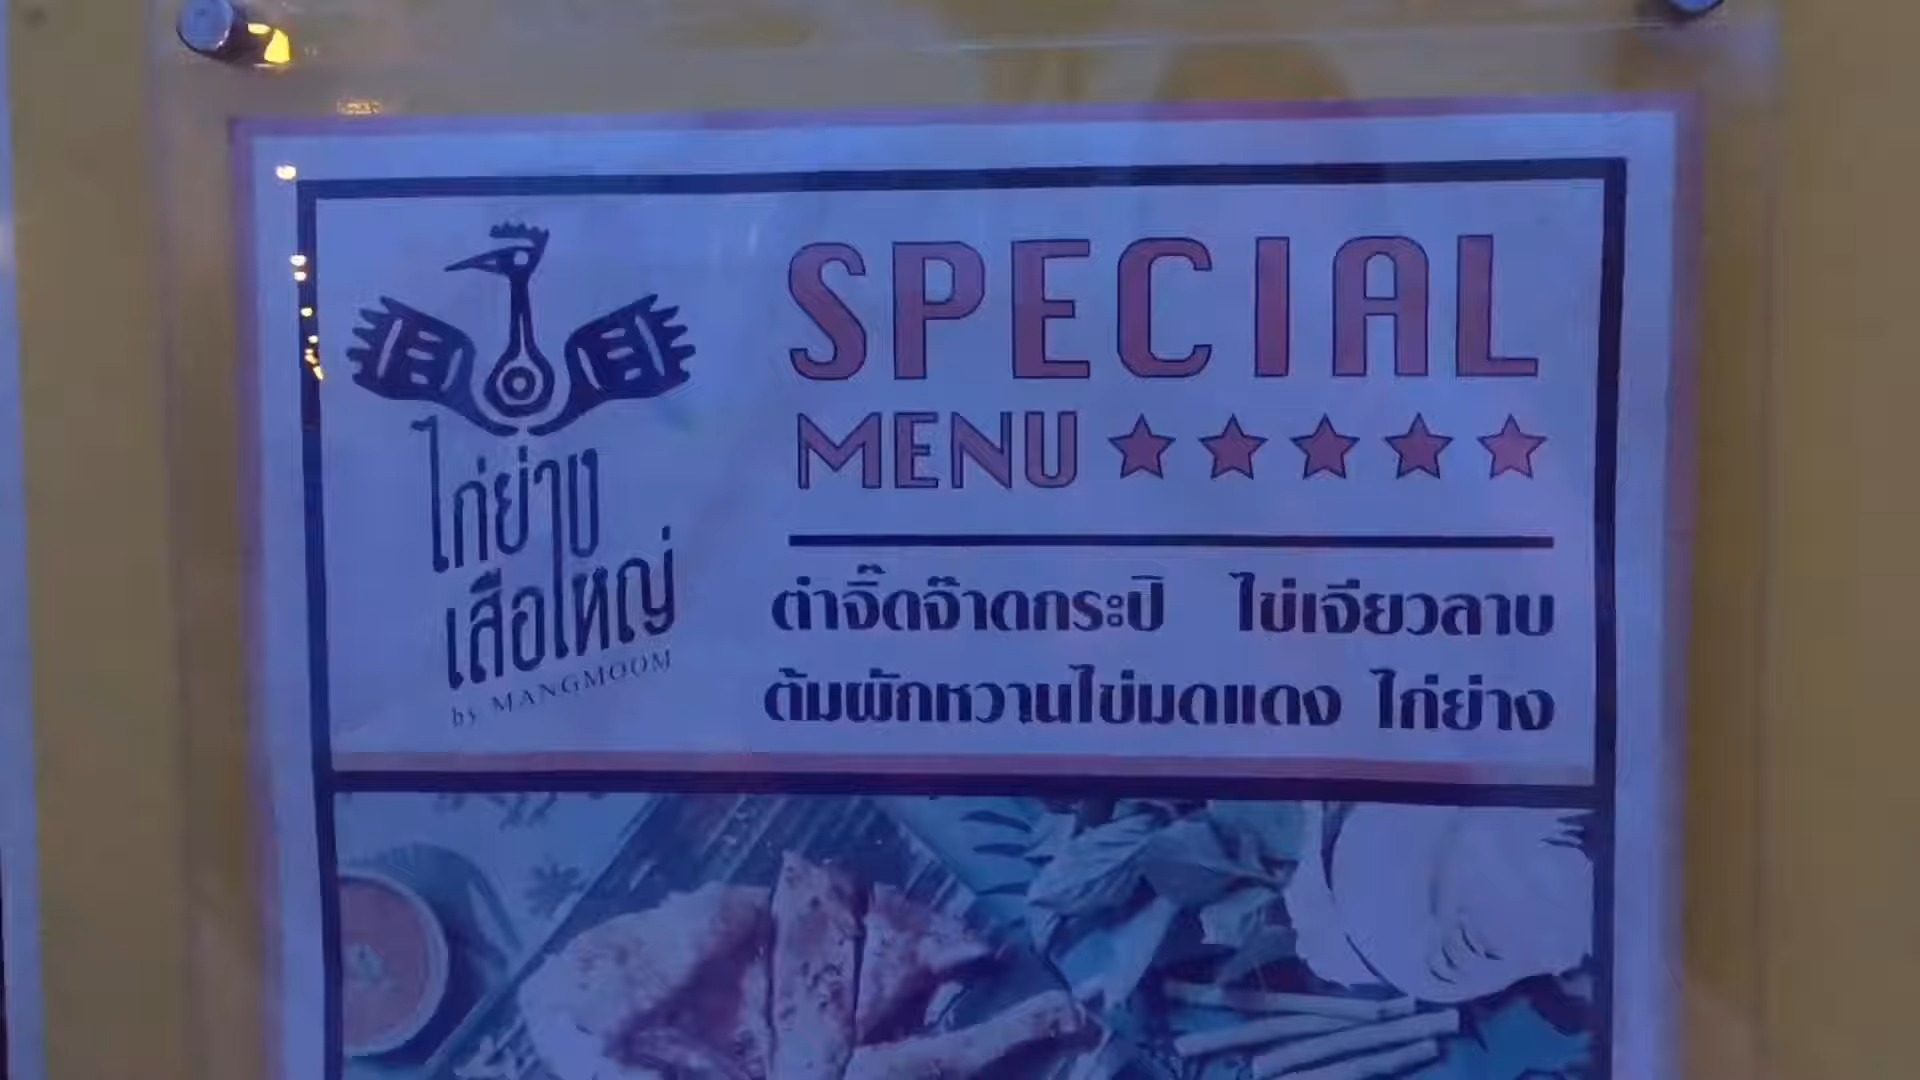 ไก่ย่าง
เสือใหญ่
by MANGMOOM
SPECIAL
MENU ★★★★★
ตำจิ๊ดจ๊าดกระปิ ไข่เจียวลาบ
ต้มผักหวานไข่มดแดง ไก่ย่าง